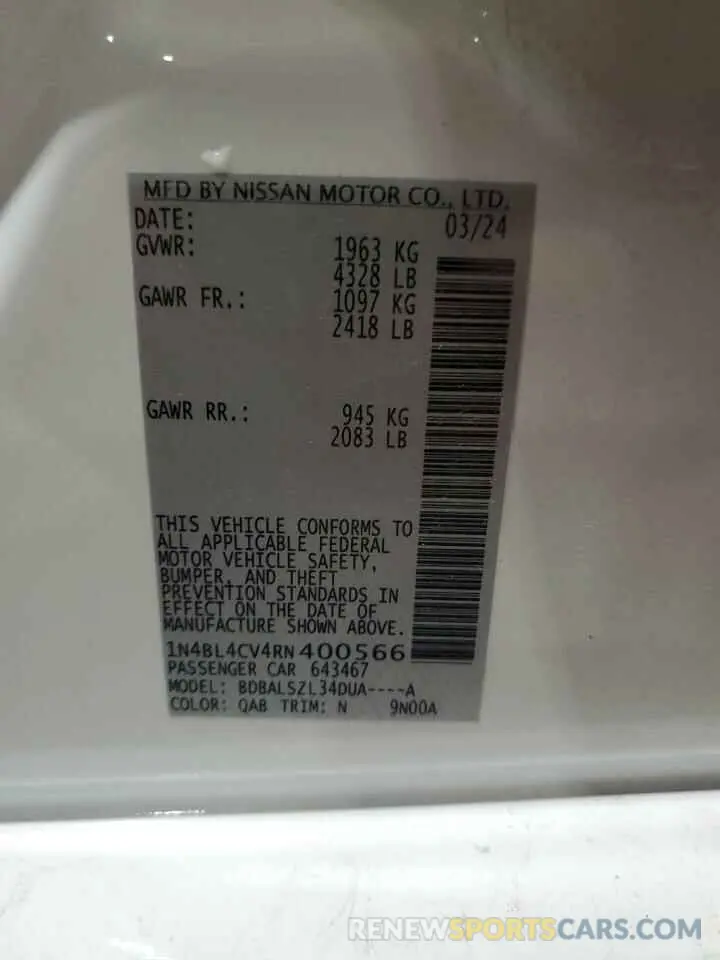 MFD BY NISSAN MOTOR CO., LTD.
DATE: 03/24
GVWR: 1963 KG
4328 LB
GAWR FR.: 1097 KG
2418 LB
GAWR RR.: 945 KG
2083 LB
THIS VEHICLE CONFORMS TO
ALL APPLICABLE FEDERAL
MOTOR VEHICLE SAFETY,
BUMPER, AND THEFT
PREVENTION STANDARDS IN
EFFECT ON THE DATE OF
MANUFACTURE SHOWN ABOVE.
1N4BL4CV4RN400566
PASSENGER CAR 643467
MODEL: BDBALSZL34DUA----A
COLOR: QAB TRIM: N 9N00A
RENEWSPORTSCARS.COM